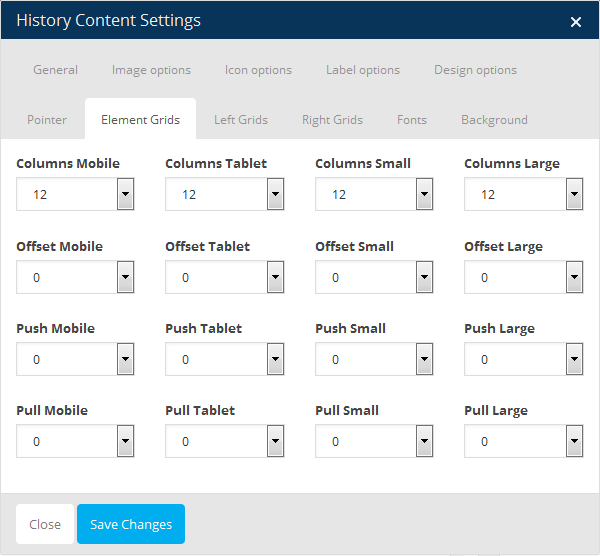 History Content Settings ×
General Image options Icon options Label options Design options
Pointer Element Grids Left Grids Right Grids Fonts Background
Columns Mobile Columns Tablet Columns Small Columns Large
12 12 12 12
Offset Mobile Offset Tablet Offset Small Offset Large
0 0 0 0
Push Mobile Push Tablet Push Small Push Large
0 0 0 0
Pull Mobile Pull Tablet Pull Small Pull Large
0 0 0 0
Close Save Changes